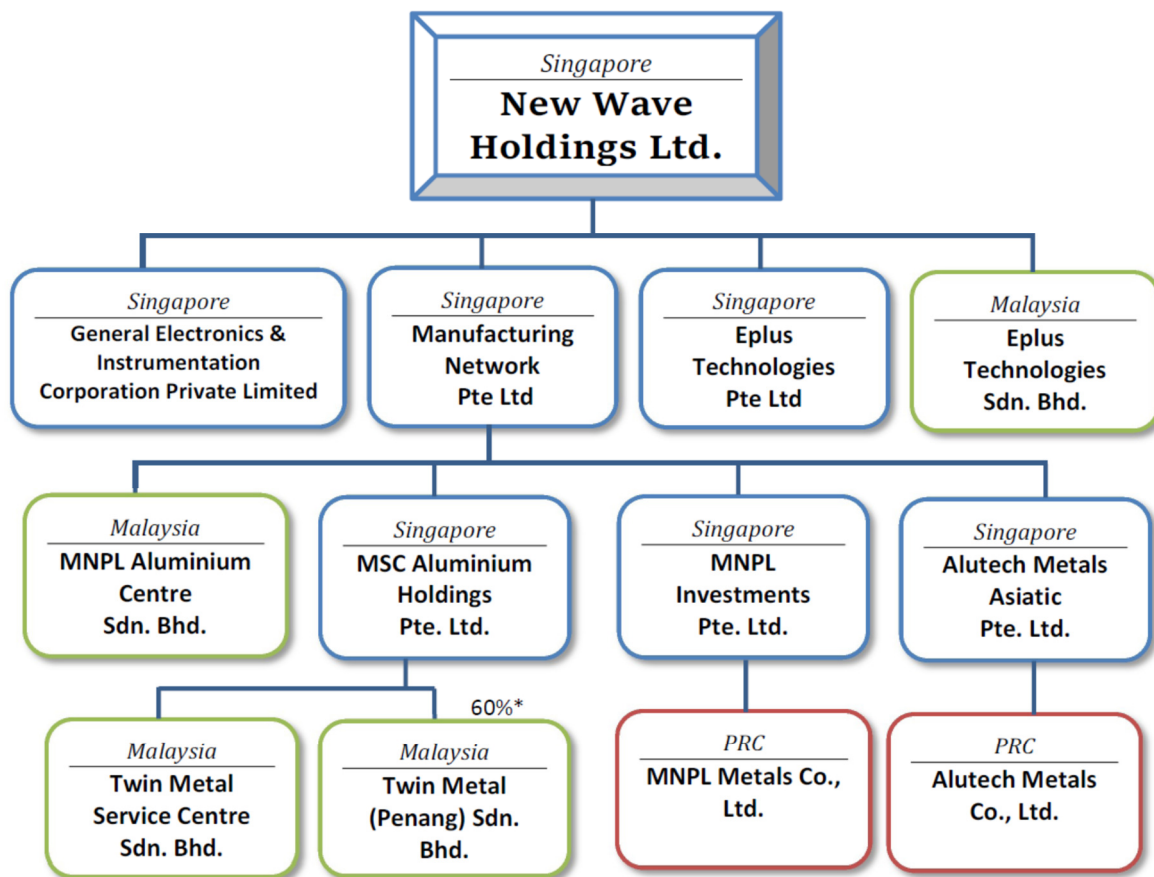 Singapore
New Wave
Holdings Ltd.
Singapore
General Electronics &
Instrumentation
Corporation Private Limited
Singapore
Manufacturing
Network
Pte Ltd
Singapore
Eplus
Technologies
Pte Ltd
Malaysia
Eplus
Technologies
Sdn. Bhd.
Malaysia
MNPL Aluminium
Centre
Sdn. Bhd.
Singapore
MSC Aluminium
Holdings
Pte. Ltd.
Singapore
MNPL
Investments
Pte. Ltd.
Singapore
Alutech Metals
Asiatic
Pte. Ltd.
60%*
Malaysia
Twin Metal
Service Centre
Sdn. Bhd.
Malaysia
Twin Metal
(Penang) Sdn.
Bhd.
PRC
MNPL Metals Co.,
Ltd.
PRC
Alutech Metals
Co., Ltd.